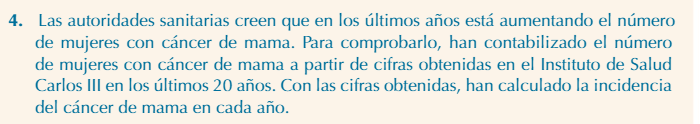 4. Las autoridades sanitarias creen que en los últimos años está aumentando el número
de mujeres con cáncer de mama. Para comprobarlo, han contabilizado el número
de mujeres con cáncer de mama a partir de cifras obtenidas en el Instituto de Salud
Carlos III en los últimos 20 años. Con las cifras obtenidas, han calculado la incidencia
del cáncer de mama en cada año.